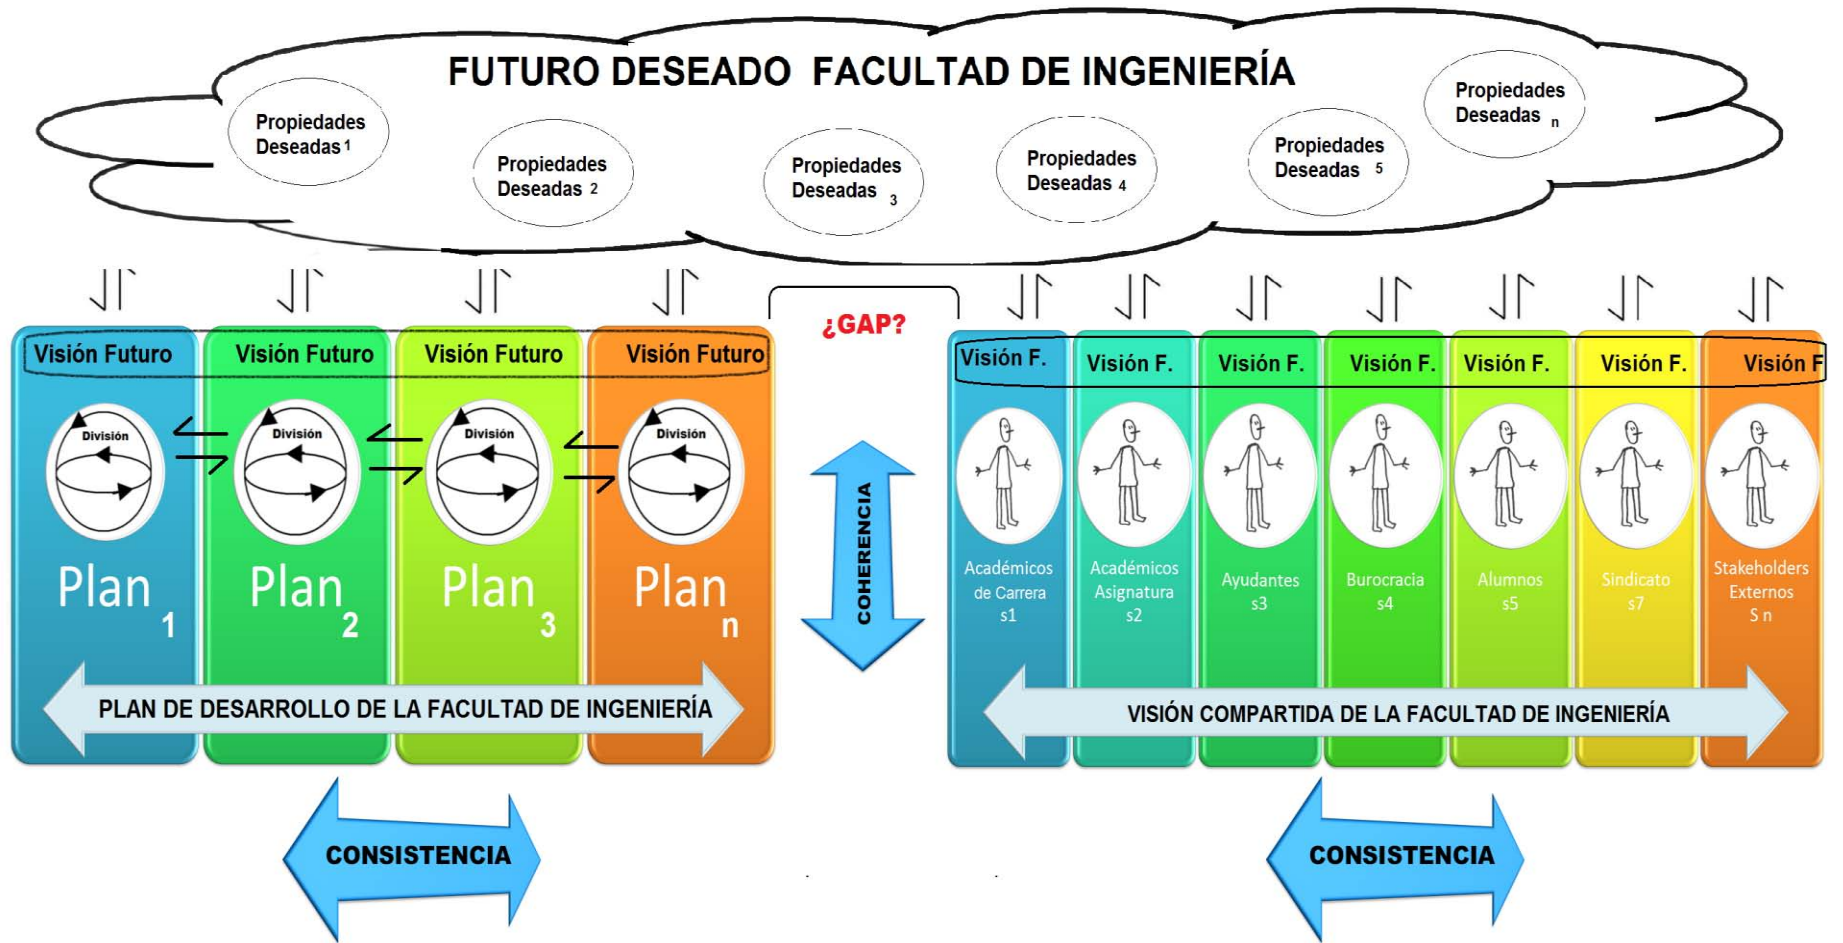 FUTURO DESEADO FACULTAD DE INGENIERÍA
Propiedades
Deseadas 1
Propiedades
Deseadas 2
Propiedades
Deseadas 3
Propiedades
Deseadas 4
Propiedades
Deseadas 5
Propiedades
Deseadas n
¿GAP?
Visión Futuro
Visión Futuro
Visión Futuro
Visión Futuro
División
División
División
División
Plan 1
Plan 2
Plan 3
Plan n
PLAN DE DESARROLLO DE LA FACULTAD DE INGENIERÍA
CONSISTENCIA
COHERENCIA
Visión F.
Visión F.
Visión F.
Visión F.
Visión F.
Visión F.
Visión F
Académicos
de Carrera
s1
Académicos
Asignatura
s2
Ayudantes
s3
Burocracia
s4
Alumnos
s5
Sindicato
s7
Stakeholders
Externos
S n
VISIÓN COMPARTIDA DE LA FACULTAD DE INGENIERÍA
CONSISTENCIA